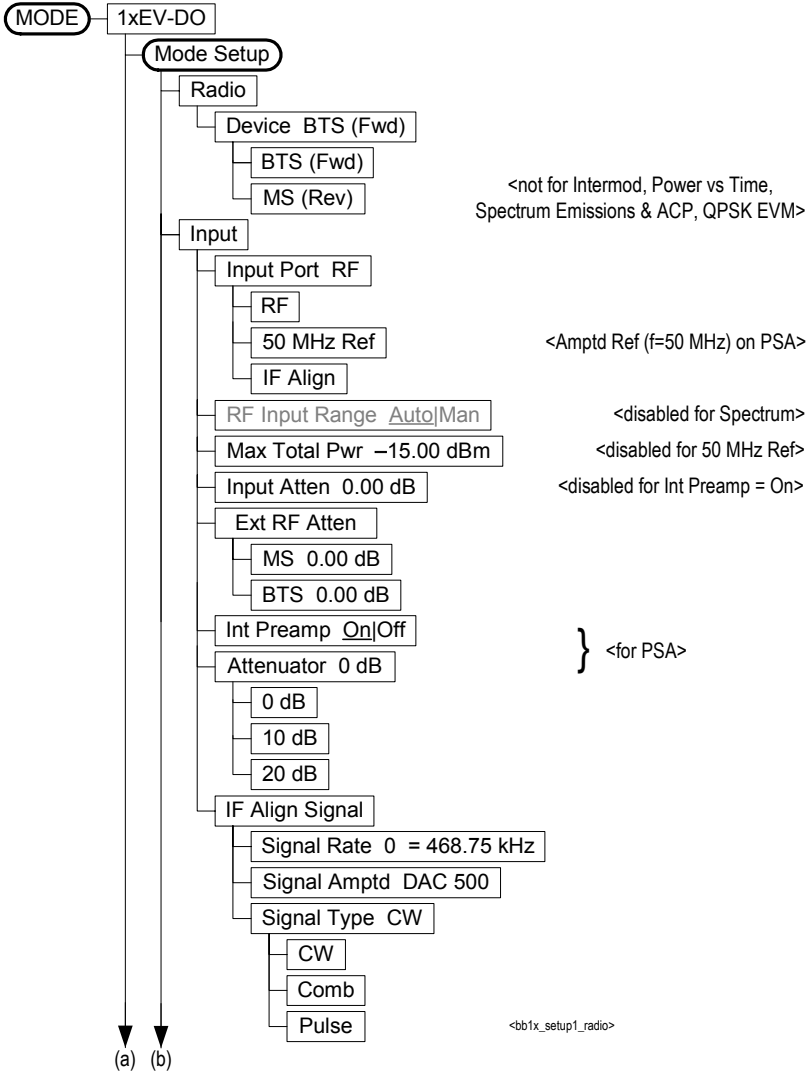 MODE
1xEV-DO
Mode Setup
Radio
Device BTS (Fwd)
BTS (Fwd)
MS (Rev)
<not for Intermod, Power vs Time,
Spectrum Emissions & ACP, QPSK EVM>
Input
Input Port RF
RF
50 MHz Ref
<Amptd Ref (f=50 MHz) on PSA>
IF Align
RF Input Range Auto|Man
<disabled for Spectrum>
Max Total Pwr –15.00 dBm
<disabled for 50 MHz Ref>
Input Atten 0.00 dB
<disabled for Int Preamp = On>
Ext RF Atten
MS 0.00 dB
BTS 0.00 dB
Int Preamp On|Off
} <for PSA>
Attenuator 0 dB
0 dB
10 dB
20 dB
IF Align Signal
Signal Rate 0 = 468.75 kHz
Signal Amptd DAC 500
Signal Type CW
CW
Comb
Pulse
<bb1x_setup1_radio>
(a) (b)